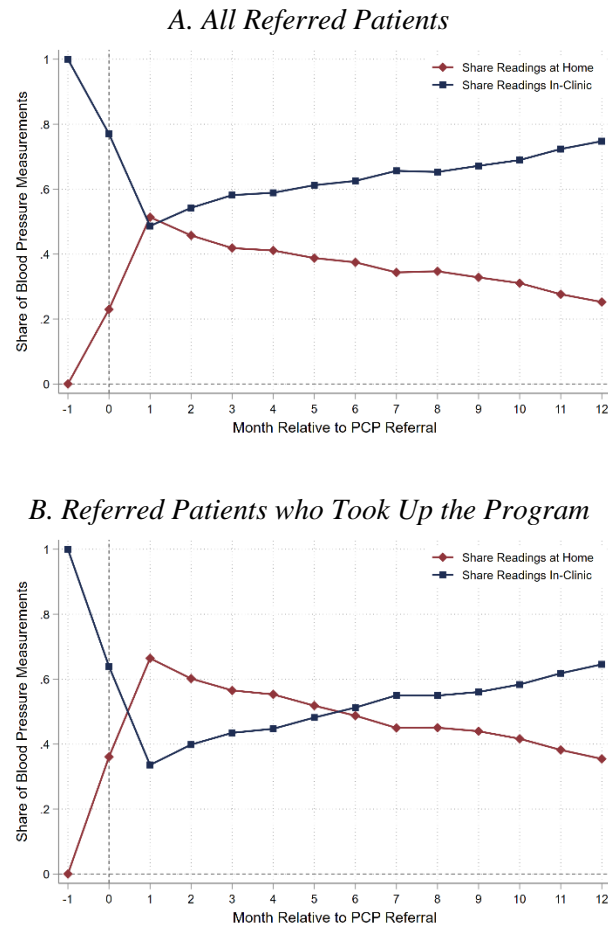 A. All Referred Patients
Share Readings at Home
Share Readings In-Clinic
Share of Blood Pressure Measurements
1
.8
.6
.4
.2
0
-1 0 1 2 3 4 5 6 7 8 9 10 11 12
Month Relative to PCP Referral
B. Referred Patients who Took Up the Program
Share Readings at Home
Share Readings In-Clinic
Share of Blood Pressure Measurements
1
.8
.6
.4
.2
0
-1 0 1 2 3 4 5 6 7 8 9 10 11 12
Month Relative to PCP Referral